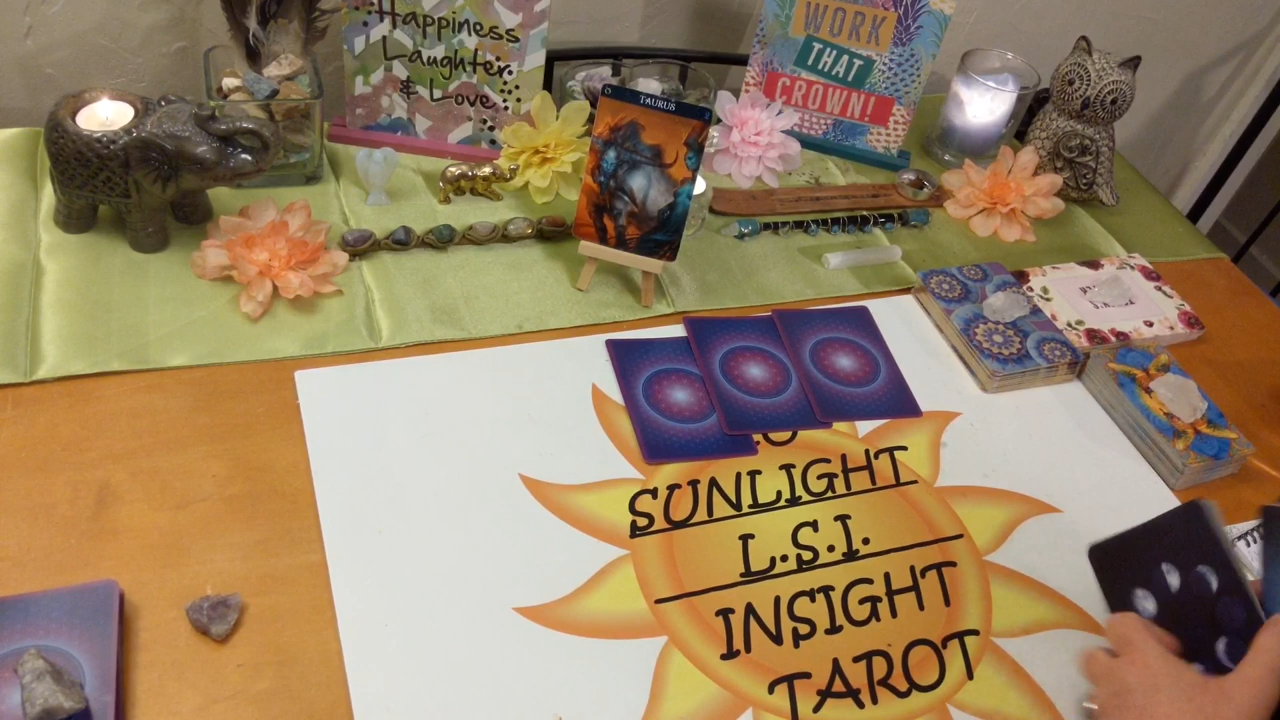 Happiness
Laughter
& Love
WORK
THAT
CROWN!
TAURUS
SUNLIGHT
L.S.I.
INSIGHT
TAROT